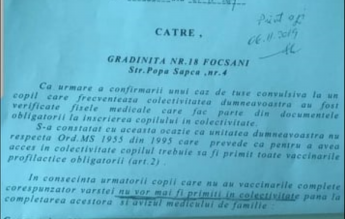 CATRE,
GRADINITA NR.18 FOCSANI
Str.Popa Sapca ,nr.4
Ca urmare a confirmarii unui caz de tuse convulsiva la un
copil care frecventeaza colectivitatea dumneavoastra au fost
verificate fizele medicale care fac parte din documentele
obligatorii la inscrierea copilului in colectivitate.
S-a constatat cu aceasta ocazie ca unitatea dumneavoastra nu
respecta Ord.MS 1955 din 1995 care prevede ca pentru a avea
acces in colectivitate copilul trebuie sa fi primit toate vaccinarile
profilactice obligatorii (art.2) .
In consecinta urmatorii copii care nu au vaccinarile complete
corespunzator varstei nu vor mai fi primiti in colectivitate pana la
completarea acestora si avizul medicului de familie :